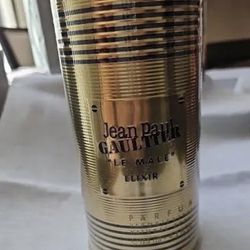 Jean Paul
GAULTIER
"LE MALE"
ELIXIR
PARFUM